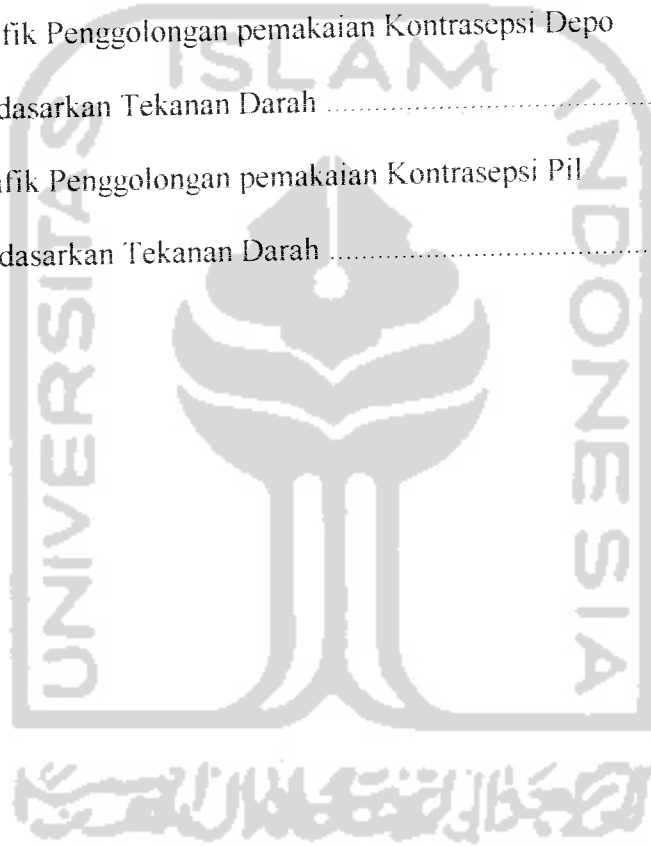 fik Penggolongan pemakaian Kontrasepsi Depo
dasarkan Tekanan Darah ........................................
fik Penggolongan pemakaian Kontrasepsi Pil
dasarkan Tekanan Darah ........................................
UNIVERSITAS
ISLAM
INDONESIA